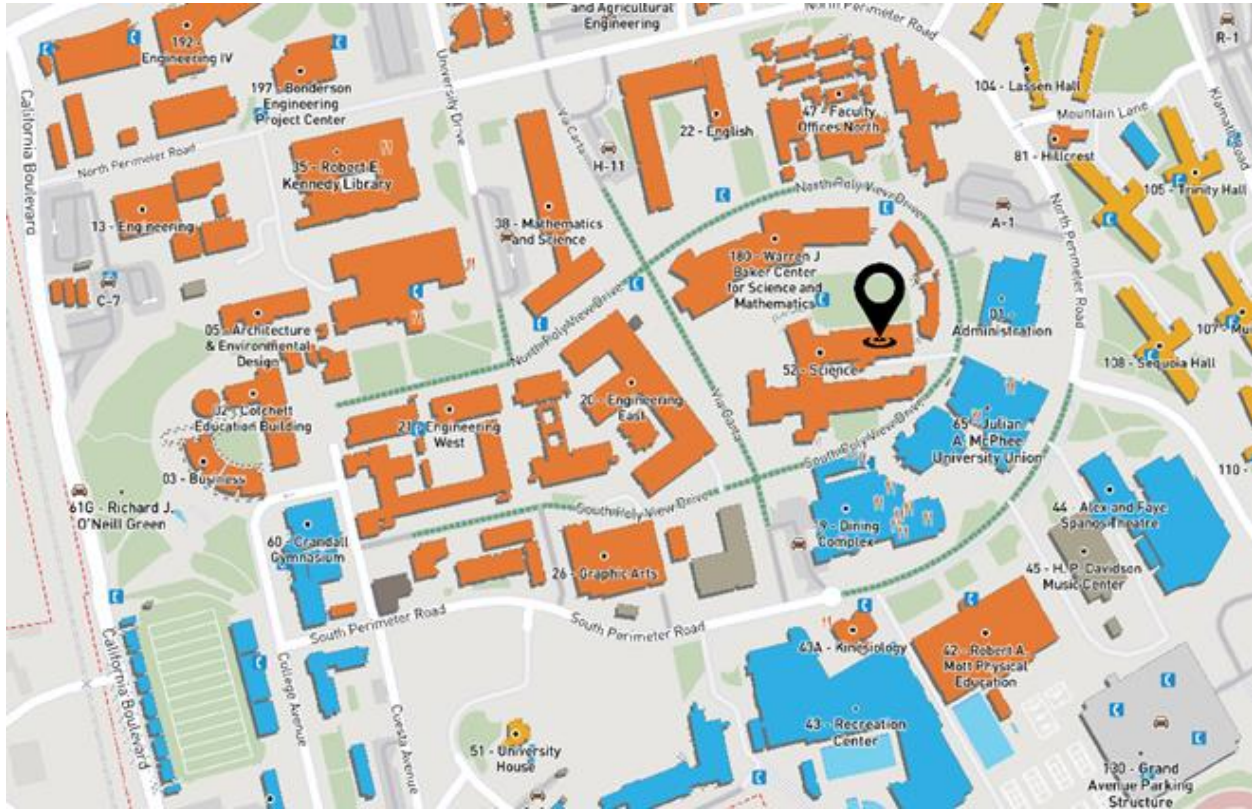 and Agricultural
Engineering
North Perimeter Road
R-1
192 -
Engineering IV
197 - Bonderson
Engineering
Project Center
University Drive
Via Carta
22 - English
47 - Faculty
Offices North
104 - Lassen Hall
Mountain Lane
Klamath Road
California Boulevard
North Perimeter Road
35 - Robert E.
Kennedy Library
H-11
81 - Hillcrest
105 - Trinity Hall
13 - Engineering
38 - Mathematics
and Science
North Poly View Drive
A-1
North Perimeter Road
180 - Warren J
Baker Center
for Science and
Mathematics
C-7
05 - Architecture
& Environmental
Design
North Poly View Drive
01 -
Administration
52 - Science
108 - Sequoia Hall
02 - Cotchett
Education Building
21 - Engineering
West
20 - Engineering
East
Via Carta
South Poly View Drive
65 - Julian
A. McPhee
University Union
03 - Business
110 -
61G - Richard J.
O'Neill Green
60 - Crandall
Gymnasium
South Poly View Drive
26 - Graphic Arts
19 - Dining
Complex
44 - Alex and Faye
Spanos Theatre
45 - H. P. Davidson
Music Center
South Perimeter Road
South Perimeter Road
43A - Kinesiology
42 - Robert A.
Mott Physical
Education
California Boulevard
College Avenue
Cuesta Avenue
51 - University
House
43 - Recreation
Center
130 - Grand
Avenue Parking
Structure